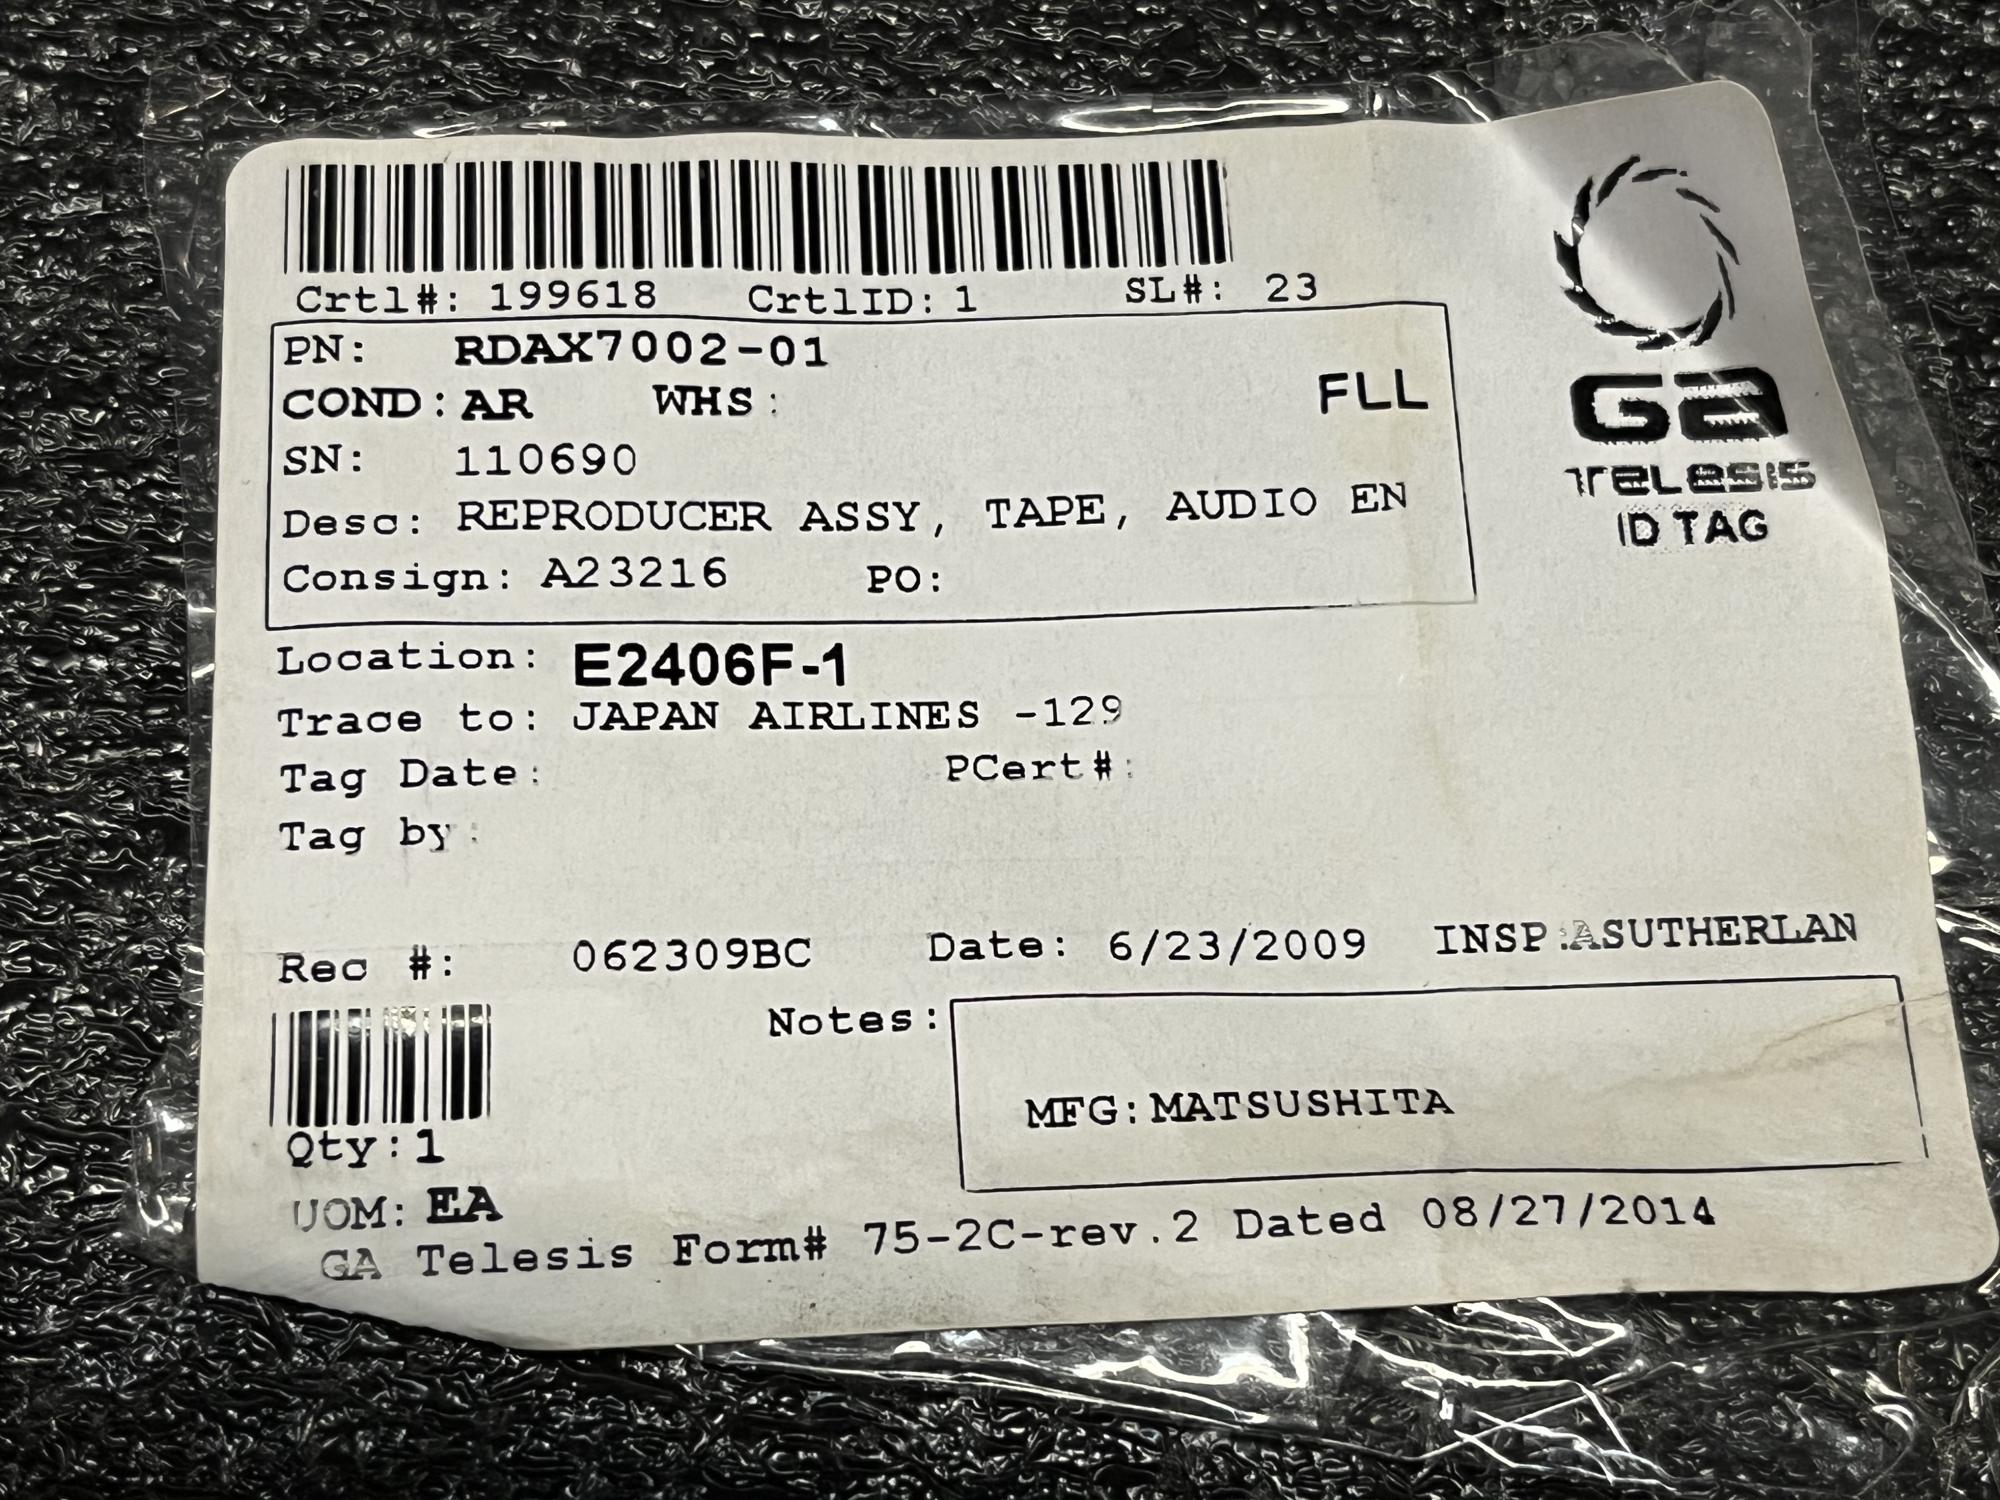 Crtl#: 199618 CrtlID: 1 SL#: 23
PN: RDAX7002-01
COND: AR WHS: FLL
SN: 110690
Desc: REPRODUCER ASSY, TAPE, AUDIO EN
Consign: A23216 PO:
Location: E2406F-1
Trace to: JAPAN AIRLINES -129
Tag Date: PCert#:
Tag by:
Rec #: 062309BC Date: 6/23/2009 INSP:ASUTHERLAN
Notes:
MFG:MATSUSHITA
Qty:1
UOM: EA
GA Telesis Form# 75-2C-rev.2 Dated 08/27/2014
GA
TELESIS
ID TAG